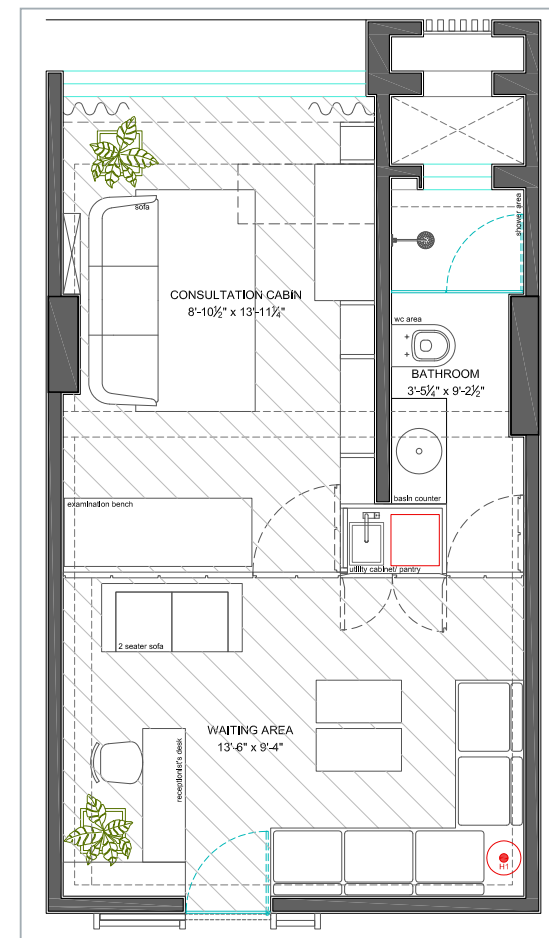 sofa
shower area
CONSULTATION CABIN
8'-10½" x 13'-11¼"
wc area
BATHROOM
3'-5¼" x 9'-2½"
examination bench
basin counter
utility cabinet/ pantry
2 seater sofa
WAITING AREA
13'-6" x 9'-4"
receptionist's desk
H1